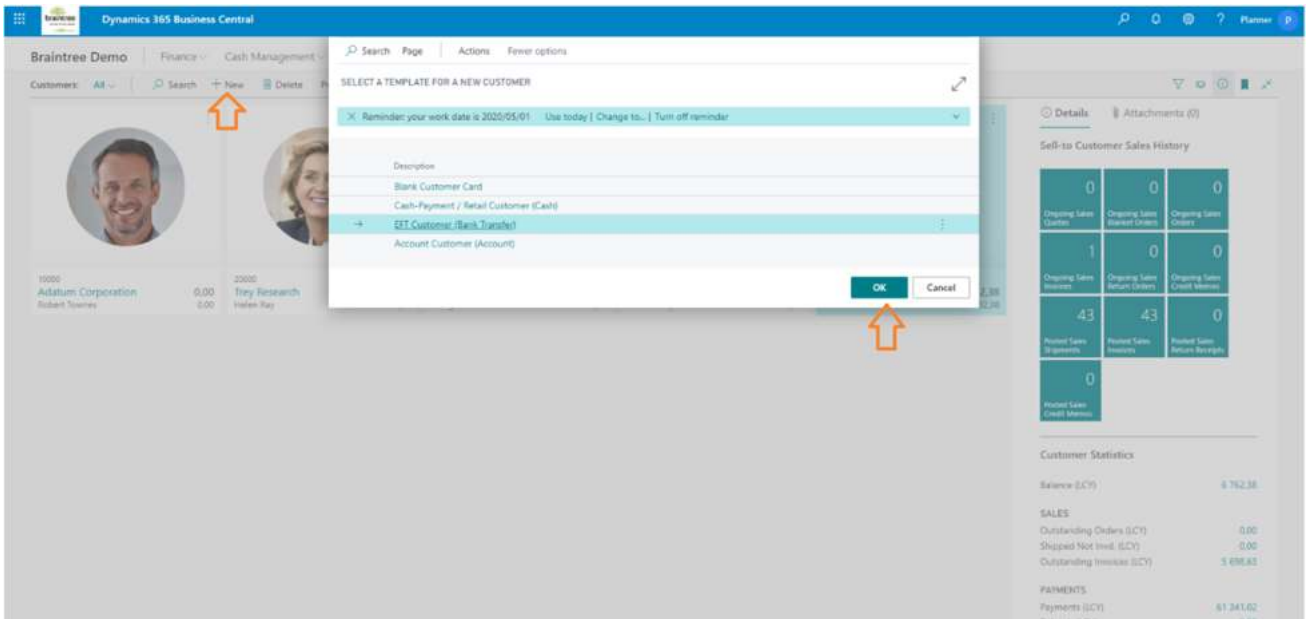 braintree Dynamics 365 Business Central ? Planner P
Braintree Demo Finance Cash Management
Customers: All Search + New Delete
Search Page Actions Fewer options
SELECT A TEMPLATE FOR A NEW CUSTOMER
Reminder: your work date is 2020/05/01 Use today | Change to... | Turn off reminder
Description
Blank Customer Card
Cash-Payment / Retail Customer (Cash)
EFT Customer (Bank Transfer)
Account Customer (Account)
OK Cancel
10000
Adatum Corporation 0,00
Robert Townes 0,00
20000
Trey Research
Helen Ray
Details Attachments (0)
Sell-to Customer Sales History
0
Ongoing Sales Quotes
0
Ongoing Sales Blanket Orders
0
Ongoing Sales Orders
1
Ongoing Sales Invoices
0
Ongoing Sales Return Orders
0
Ongoing Sales Credit Memos
43
Posted Sales Shipments
43
Posted Sales Invoices
0
Posted Sales Return Receipts
0
Posted Sales Credit Memos
Customer Statistics
Balance (LCY) 6 762,38
SALES
Outstanding Orders (LCY) 0,00
Shipped Not Invd. (LCY) 0,00
Outstanding Invoices (LCY)
PAYMENTS
Payments (LCY) 61 341,02